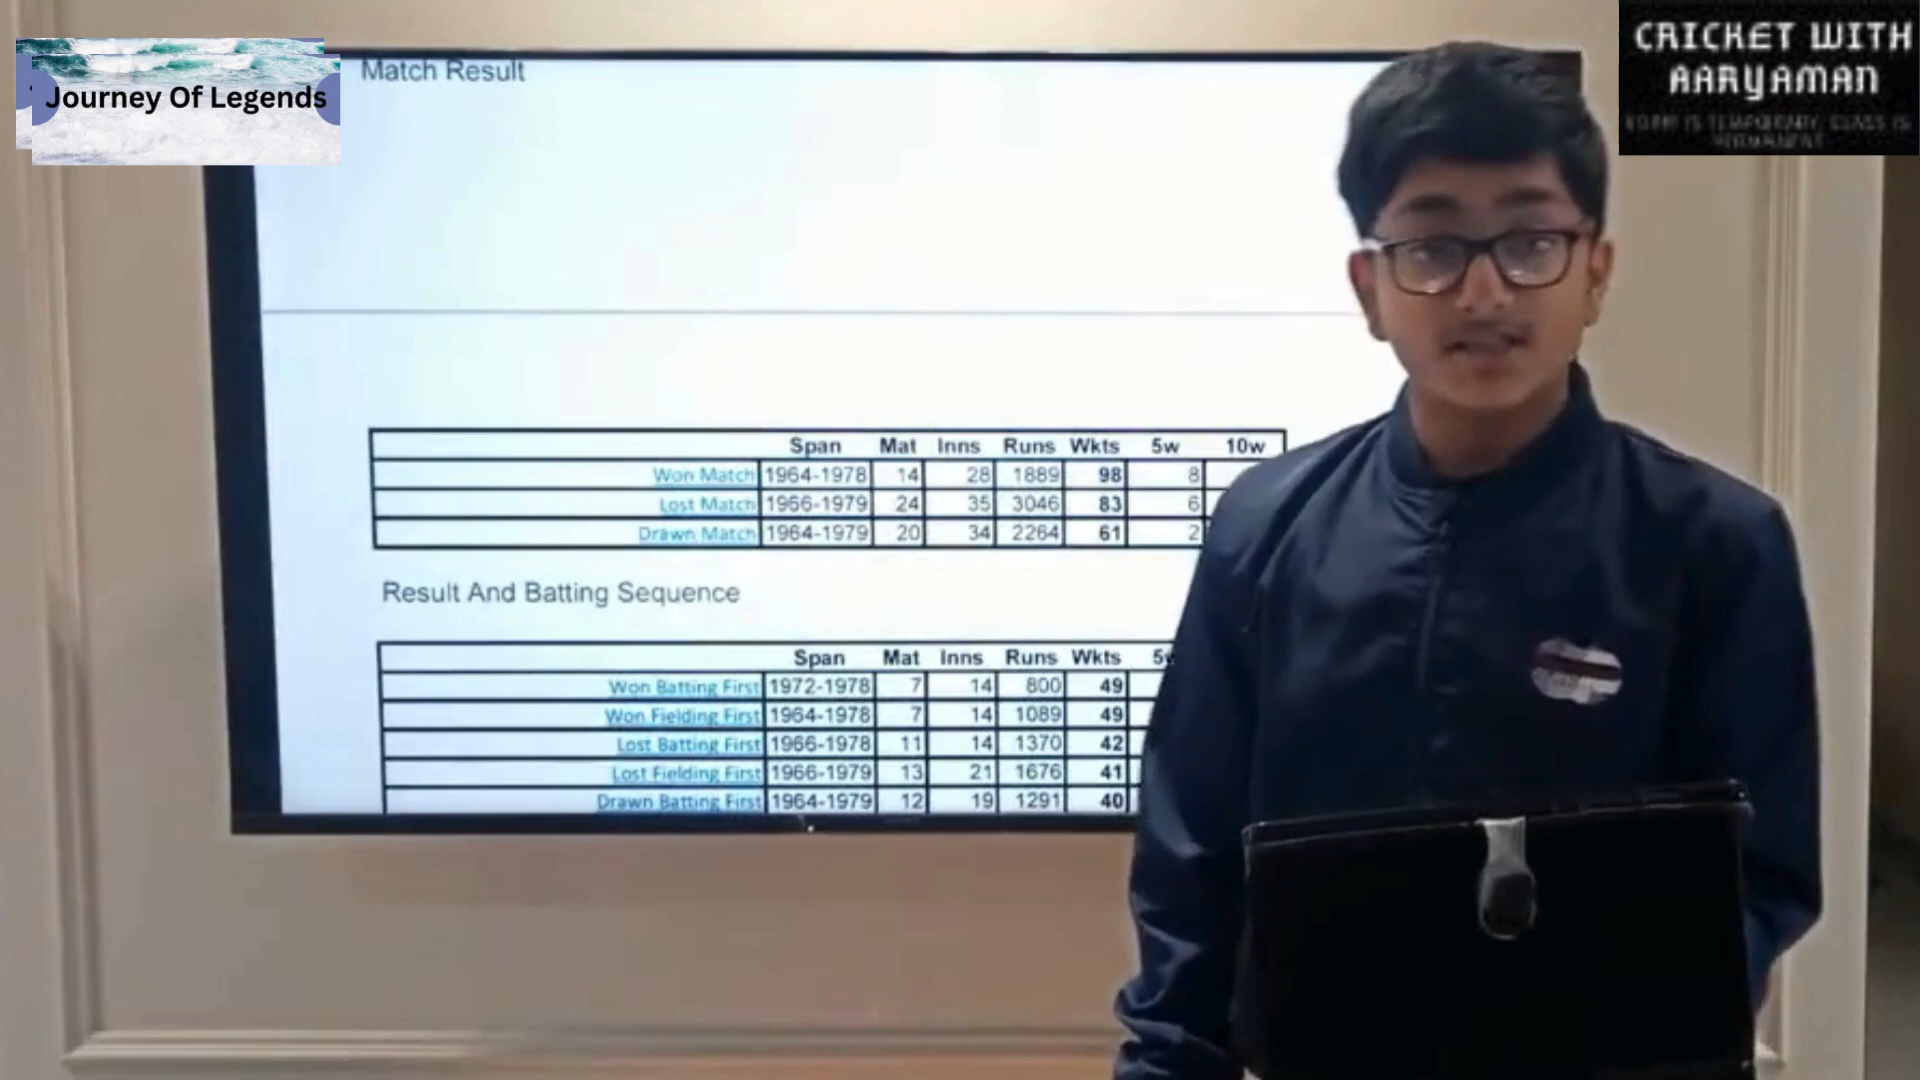 Journey Of Legends
CRICKET WITH
AARYAMAN
Match Result
Span Mat Inns Runs Wkts 5w 10w
Won Match 1964-1978 14 28 1889 98 8
Lost Match 1966-1979 24 35 3046 83 6
Drawn Match 1964-1979 20 34 2264 61 2
Result And Batting Sequence
Span Mat Inns Runs Wkts
Won Batting First 1972-1978 7 14 800 49
Won Fielding First 1964-1978 7 14 1089 49
Lost Batting First 1966-1978 11 14 1370 42
Lost Fielding First 1966-1979 13 21 1676 41
Drawn Batting First 1964-1979 12 19 1291 40